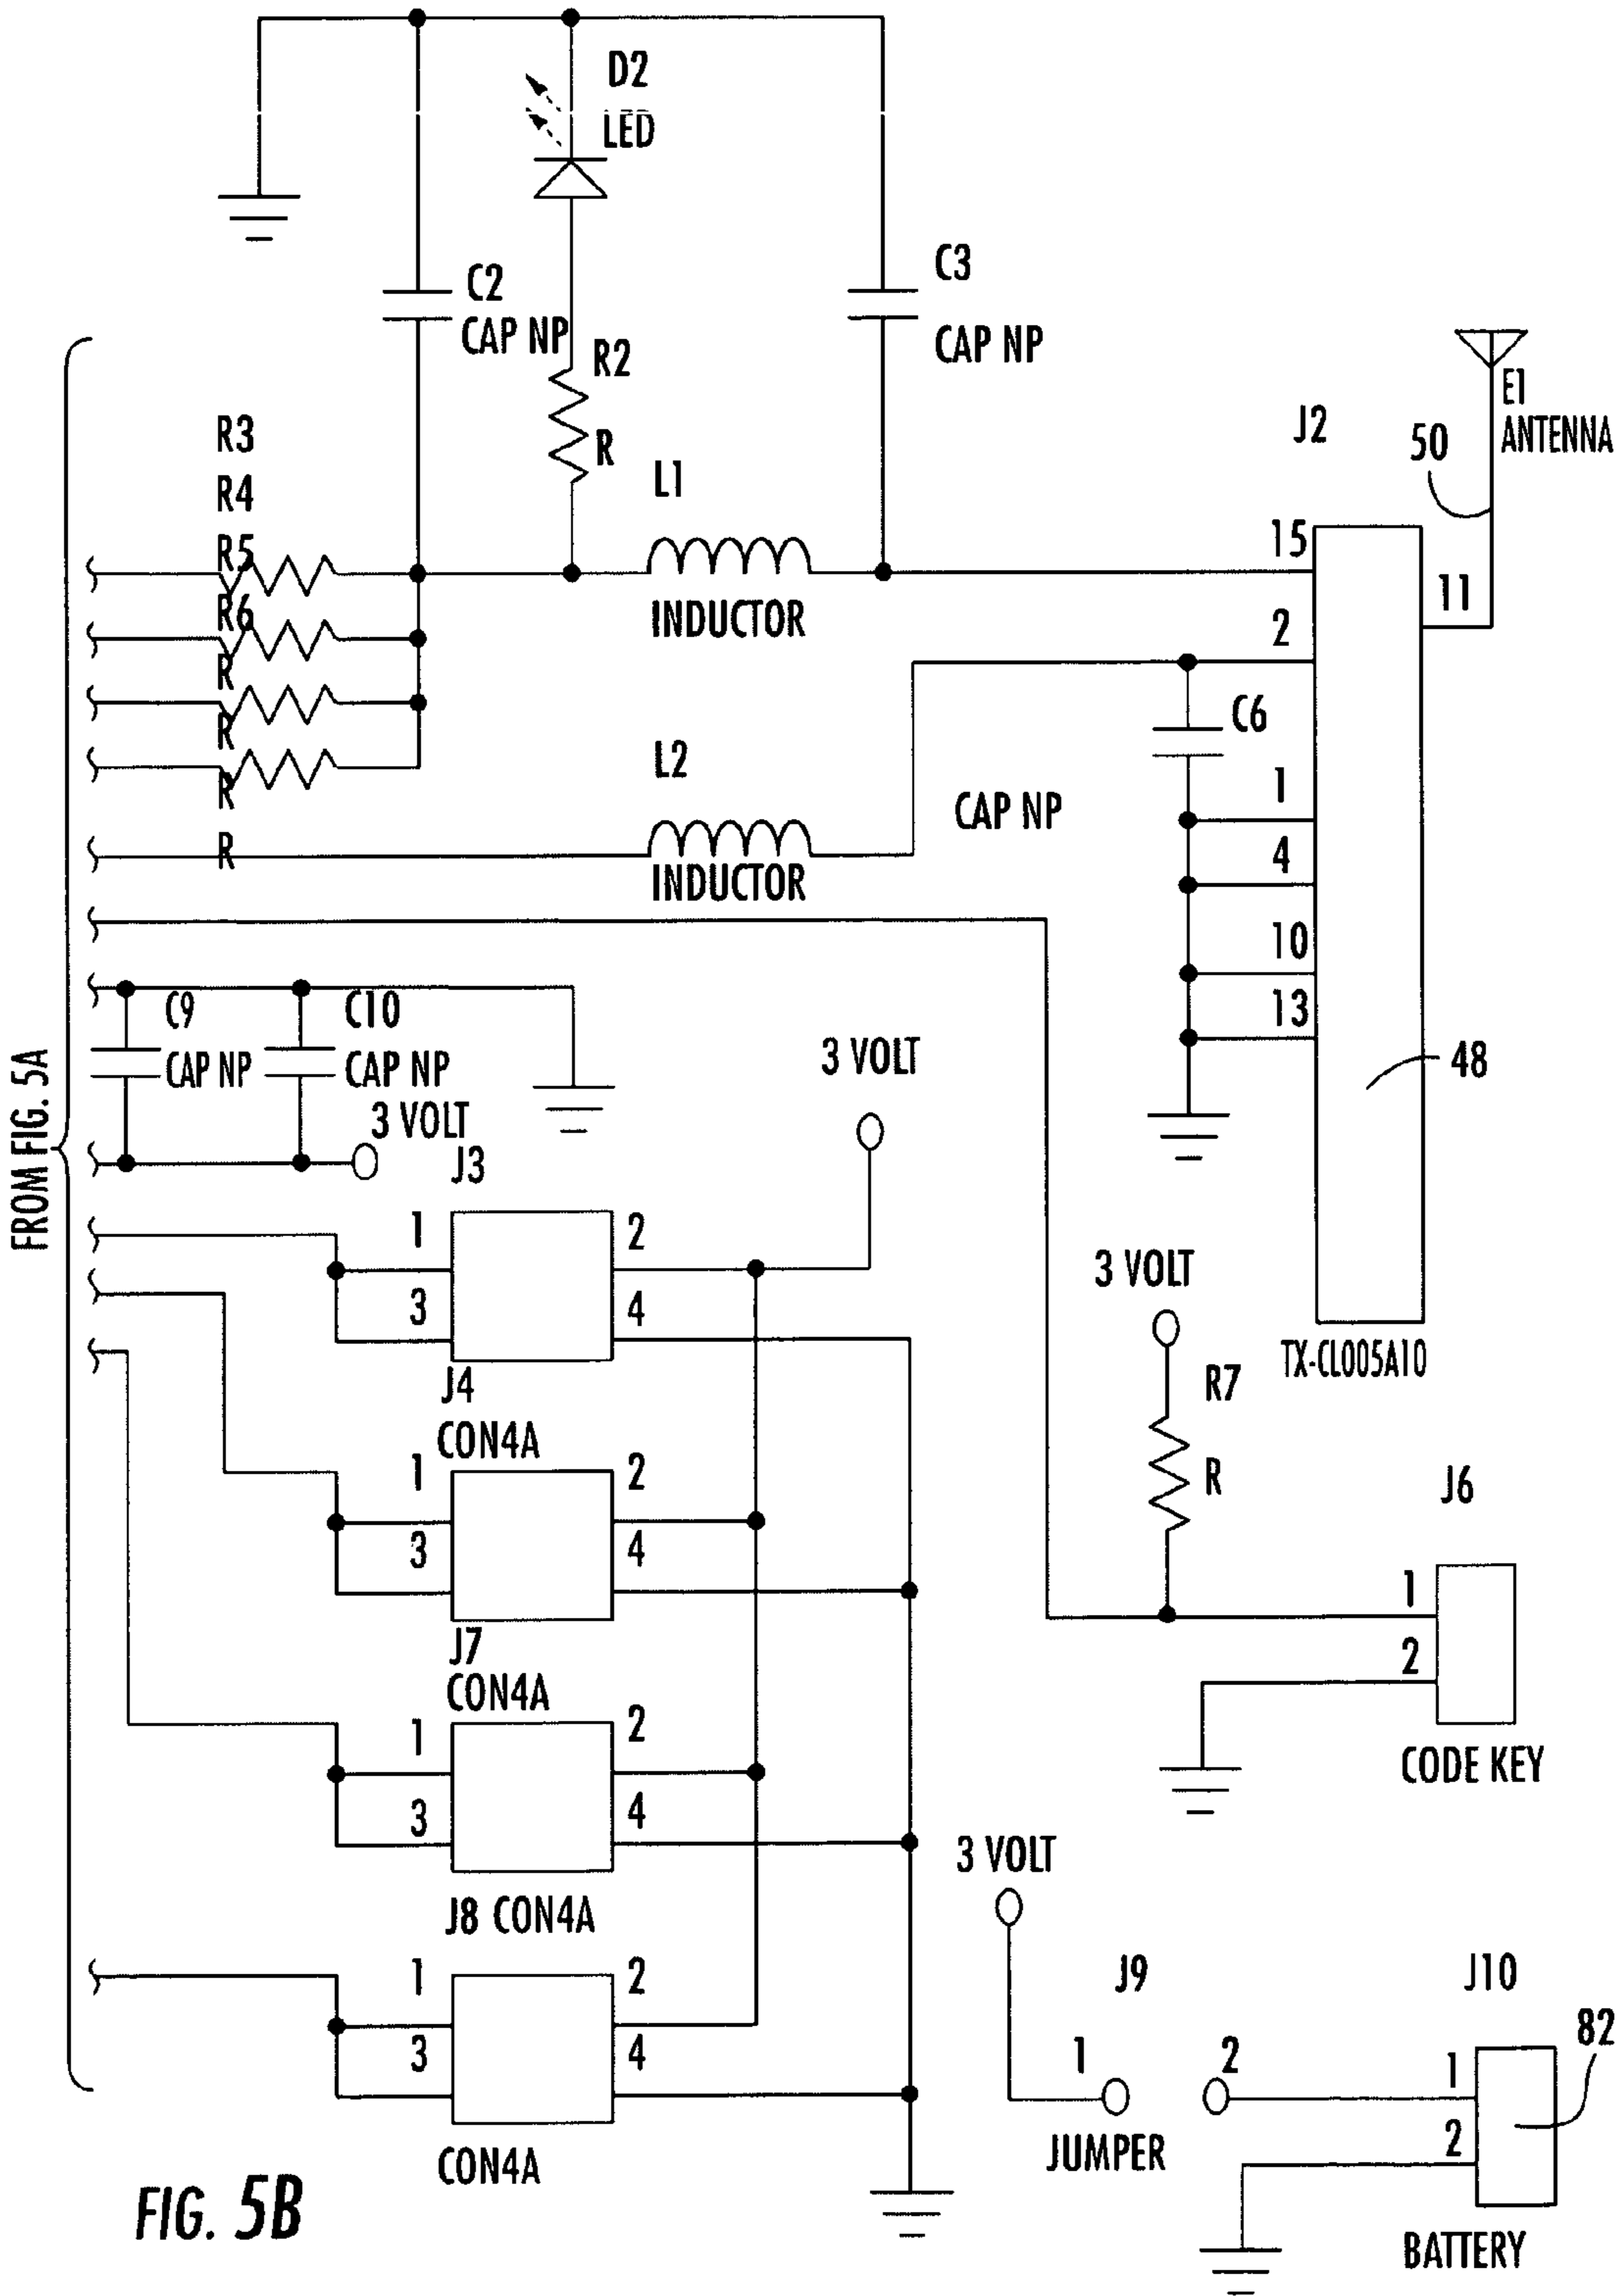 D2
LED
C2
CAP NP
C3
CAP NP
R2
R
E1
ANTENNA
J2
50
R3
R4
R5
R6
R
R
R
R
L1
INDUCTOR
15
11
2
C6
CAP NP
L2
INDUCTOR
1
4
10
13
48
TX-CL005A10
FROM FIG. 5A
C9
CAP NP
C10
CAP NP
3 VOLT
3 VOLT
J3
1
2
3
4
J4
CON4A
1
2
3
4
J7
CON4A
1
2
3
4
J8 CON4A
1
2
3
4
CON4A
3 VOLT
R7
R
J6
1
2
CODE KEY
3 VOLT
J9
1
2
JUMPER
J10
82
1
2
BATTERY
FIG. 5B